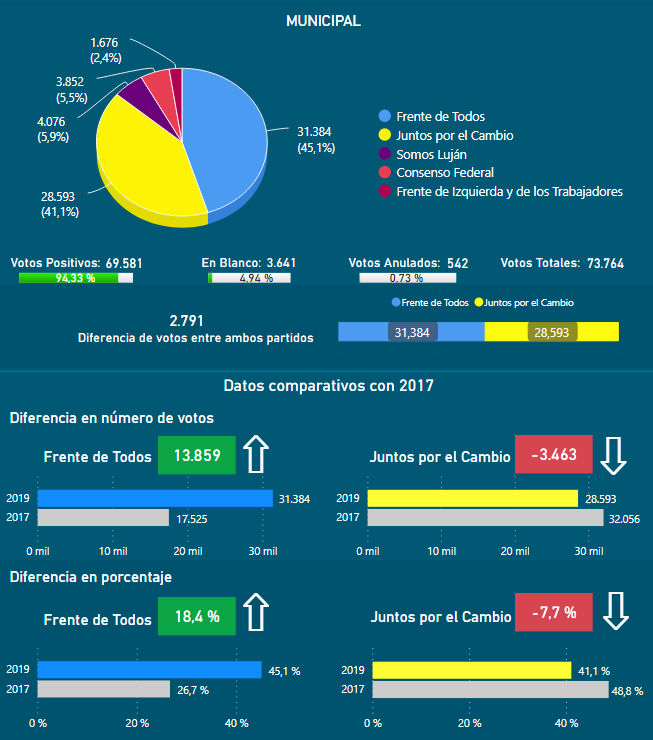 MUNICIPAL
1.676
(2,4%)
3.852
(5,5%)
4.076
(5,9%)
28.593
(41,1%)
31.384
(45,1%)
Frente de Todos
Juntos por el Cambio
Somos Luján
Consenso Federal
Frente de Izquierda y de los Trabajadores
Votos Positivos: 69.581
94,33 %
En Blanco: 3.641
4,94 %
Votos Anulados: 542
0,73 %
Votos Totales: 73.764
2.791
Diferencia de votos entre ambos partidos
Frente de Todos Juntos por el Cambio
31,384 28,593
Datos comparativos con 2017
Diferencia en número de votos
Frente de Todos 13.859
2019 31.384
2017 17.525
0 mil 10 mil 20 mil 30 mil
Juntos por el Cambio -3.463
2019 28.593
2017 32.056
0 mil 10 mil 20 mil 30 mil
Diferencia en porcentaje
Frente de Todos 18,4 %
2019 45,1 %
2017 26,7 %
0 % 20 % 40 %
Juntos por el Cambio -7,7 %
2019 41,1 %
2017 48,8 %
0 % 20 % 40 %